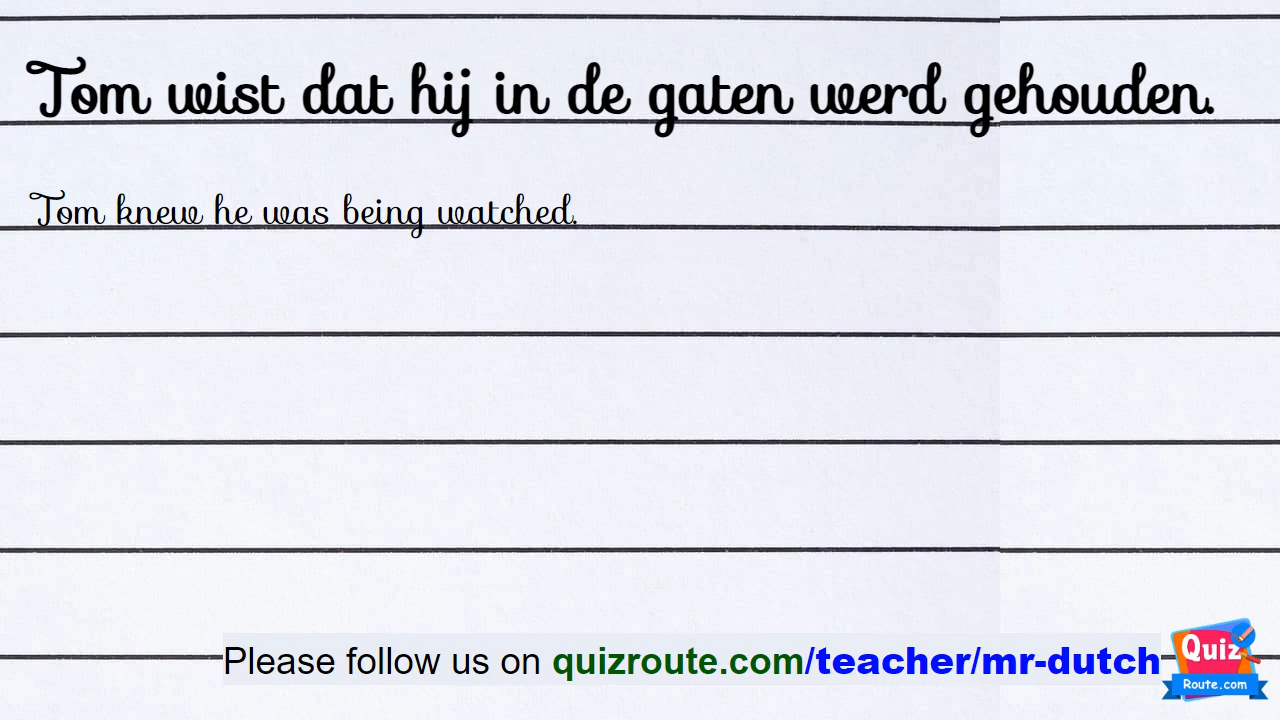 Tom wist dat hij in de gaten werd gehouden.
Tom knew he was being watched.
Please follow us on quizroute.com/teacher/mr-dutch
Quiz
Route.com